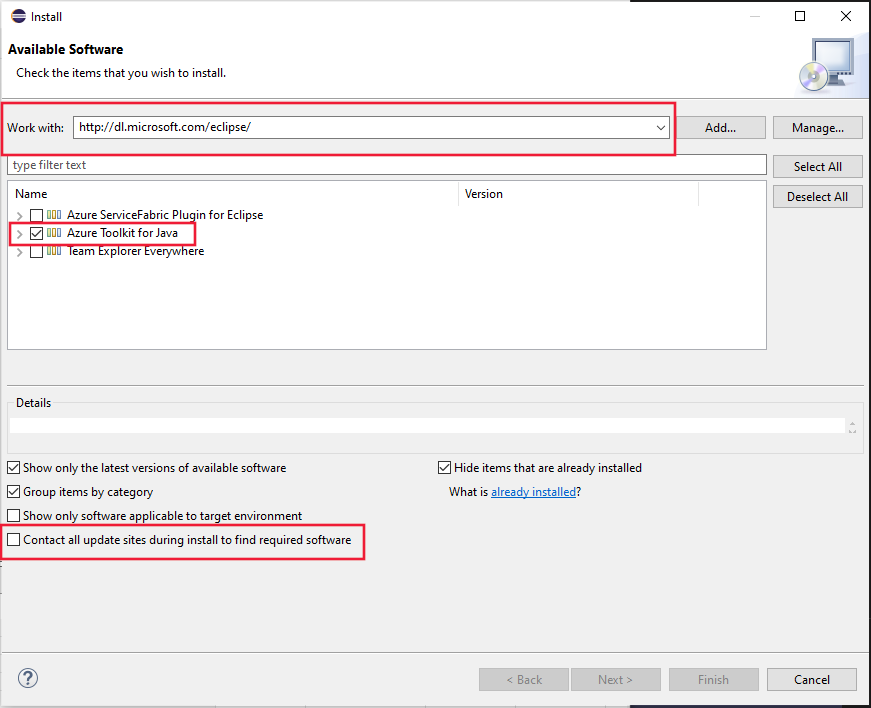 Install
Available Software
Check the items that you wish to install.
Work with: http://dl.microsoft.com/eclipse/ Add... Manage...
type filter text Select All
Name Version Deselect All
Azure ServiceFabric Plugin for Eclipse
Azure Toolkit for Java
Team Explorer Everywhere
Details
Show only the latest versions of available software Hide items that are already installed
Group items by category What is already installed?
Show only software applicable to target environment
Contact all update sites during install to find required software
? < Back Next > Finish Cancel